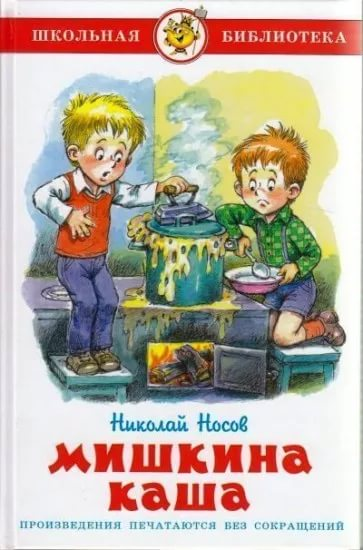 ШКОЛЬНАЯ БИБЛИОТЕКА
Николай Носов
Мишкина
каша
ПРОИЗВЕДЕНИЯ ПЕЧАТАЮТСЯ БЕЗ СОКРАЩЕНИЙ